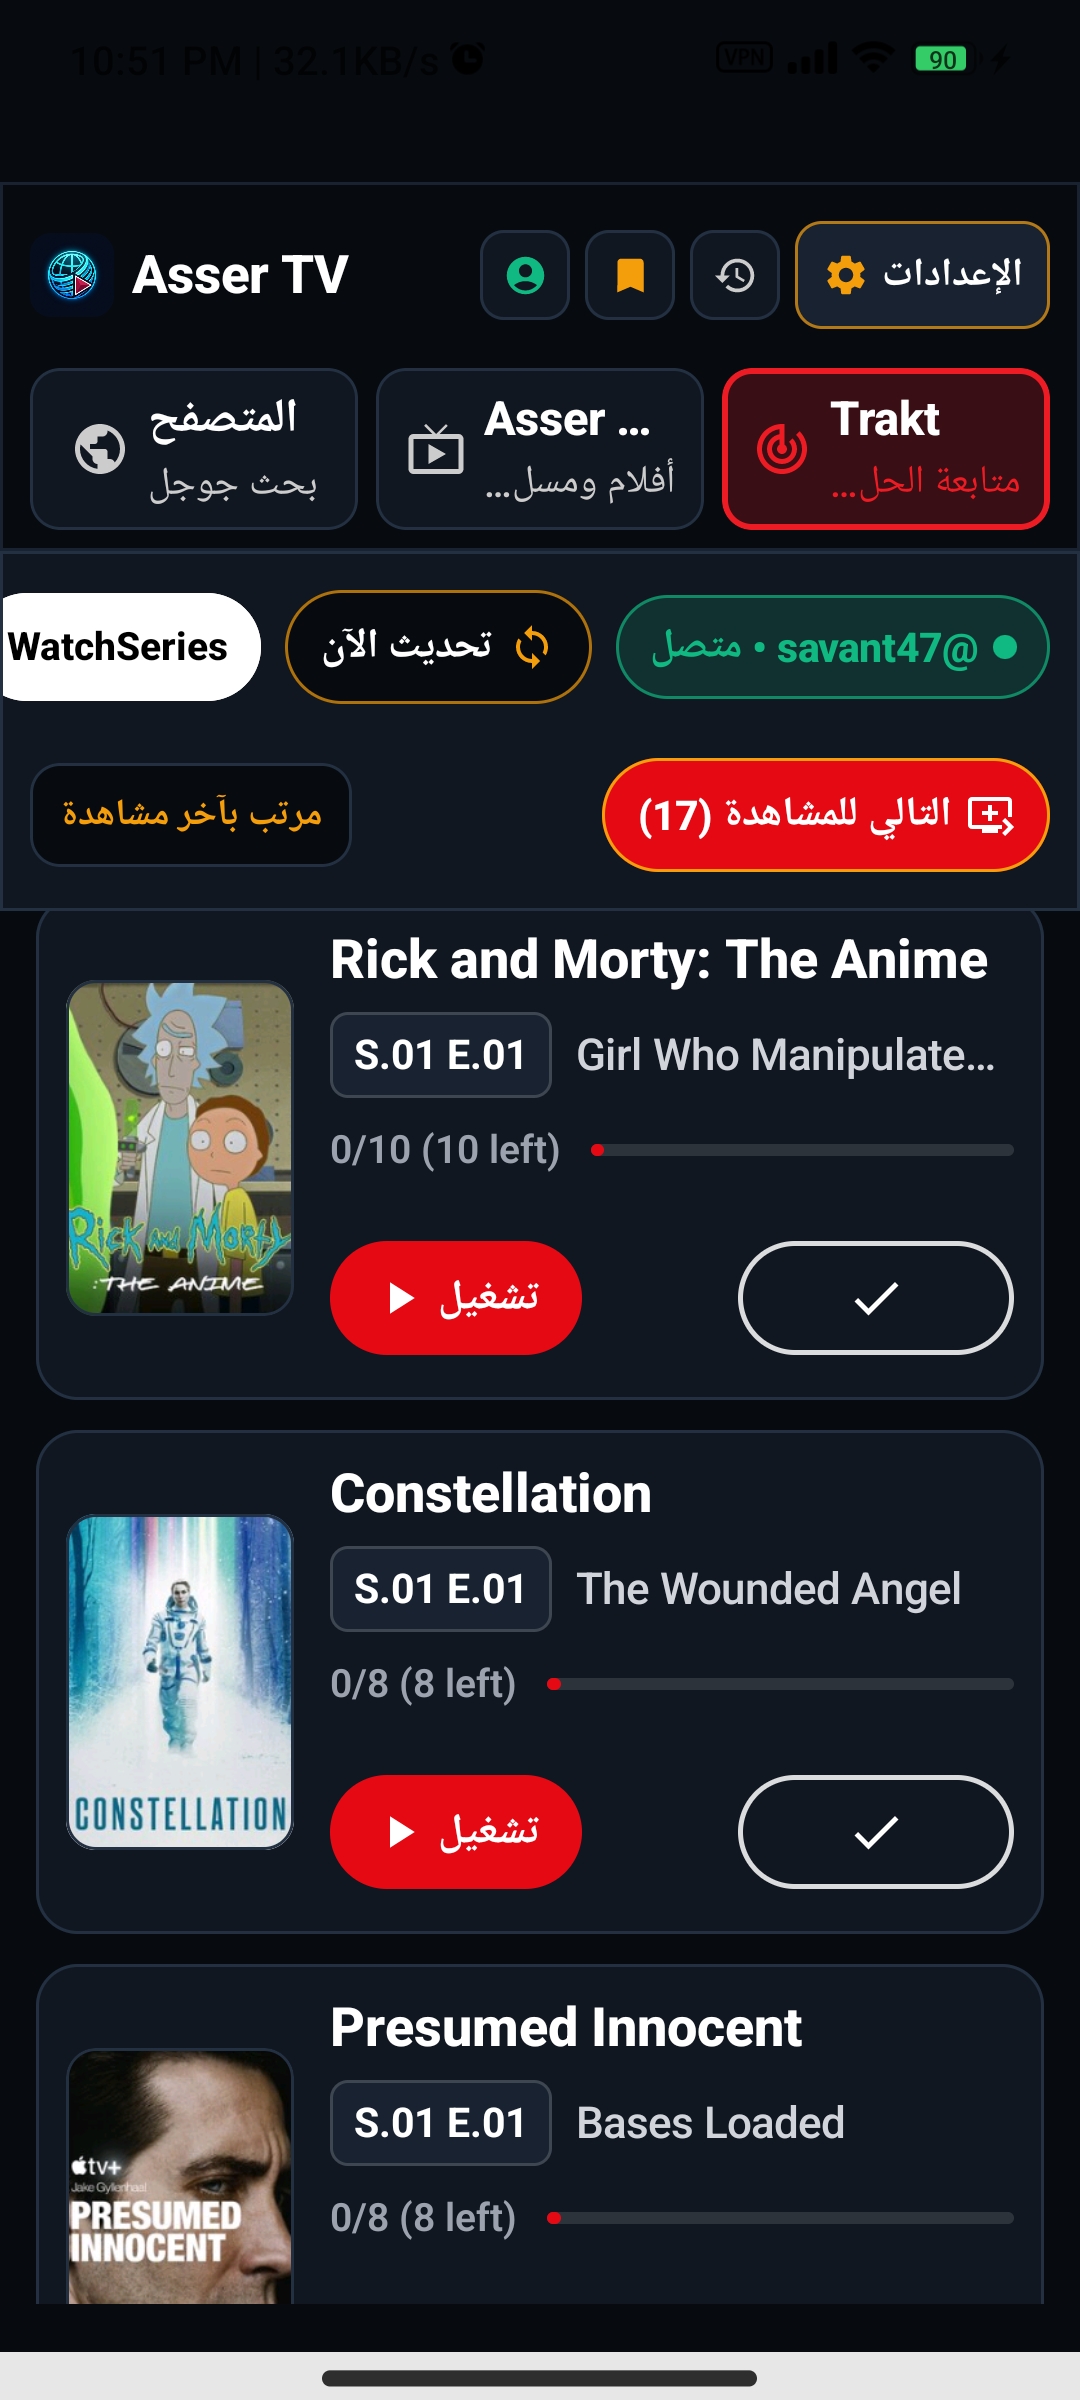 10:51 PM | 32.1KB/s
VPN
90
Asser TV
الإعدادات
Trakt
متابعة الحل...
Asser ...
أفلام ومسل...
المتصفح
بحث جوجل
@savant47 • متصل
تحديث الآن
WatchSeries
التالي للمشاهدة (17)
مرتب بآخر مشاهدة
Rick and Morty: The Anime
S.01 E.01 Girl Who Manipulate...
0/10 (10 left)
تشغيل
Rick and Morty
:THE ANIME
Constellation
S.01 E.01 The Wounded Angel
0/8 (8 left)
تشغيل
CONSTELLATION
Presumed Innocent
S.01 E.01 Bases Loaded
0/8 (8 left)
tv+
Jake Gyllenhaal
PRESUMED
INNOCENT